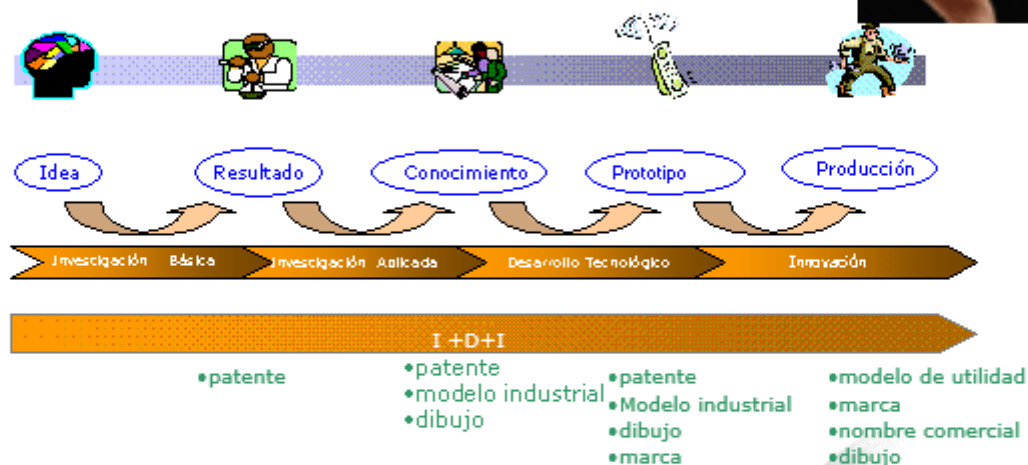 Idea
Resultado
Conocimiento
Prototipo
Producción
Investigación Básica
Investigación Aplicada
Desarrollo Tecnológico
Innovación
I +D+I
•patente
•patente
•modelo industrial
•dibujo
•patente
•Modelo industrial
•dibujo
•marca
•modelo de utilidad
•marca
•nombre comercial
•dibujo